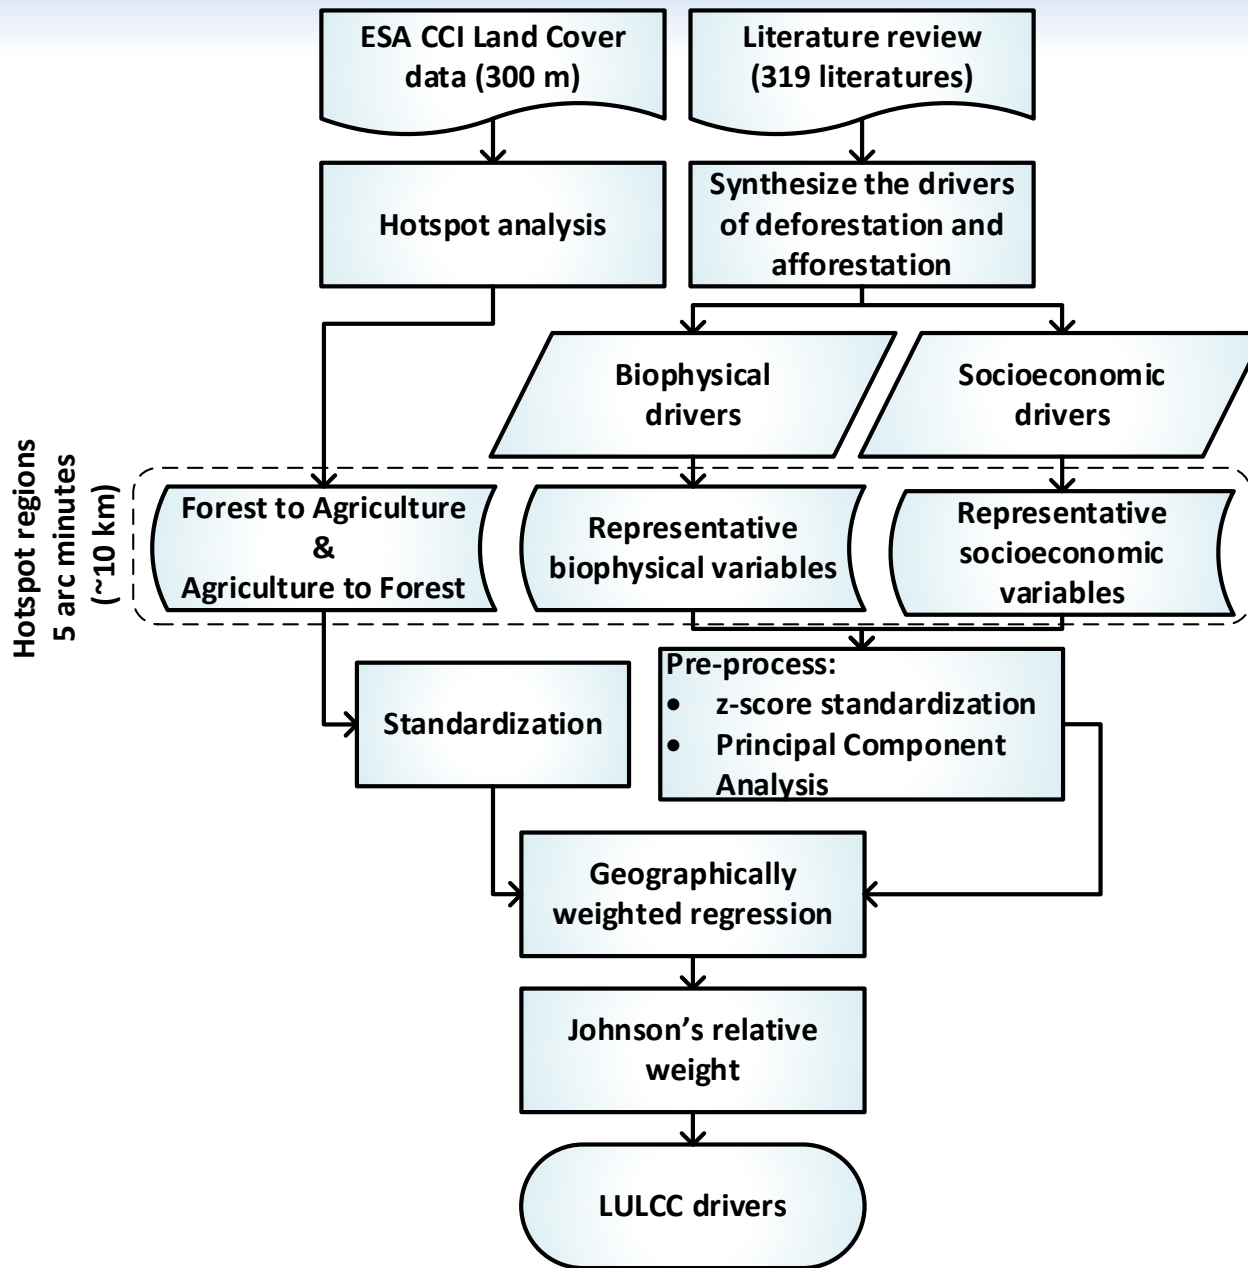 ESA CCI Land Cover
data (300 m)
Literature review
(319 literatures)
Hotspot analysis
Synthesize the drivers
of deforestation and
afforestation
Biophysical
drivers
Socioeconomic
drivers
Hotspot regions
5 arc minutes
(~10 km)
Forest to Agriculture
&
Agriculture to Forest
Representative
biophysical variables
Representative
socioeconomic
variables
Standardization
Pre-process:
• z-score standardization
• Principal Component
Analysis
Geographically
weighted regression
Johnson’s relative
weight
LULCC drivers